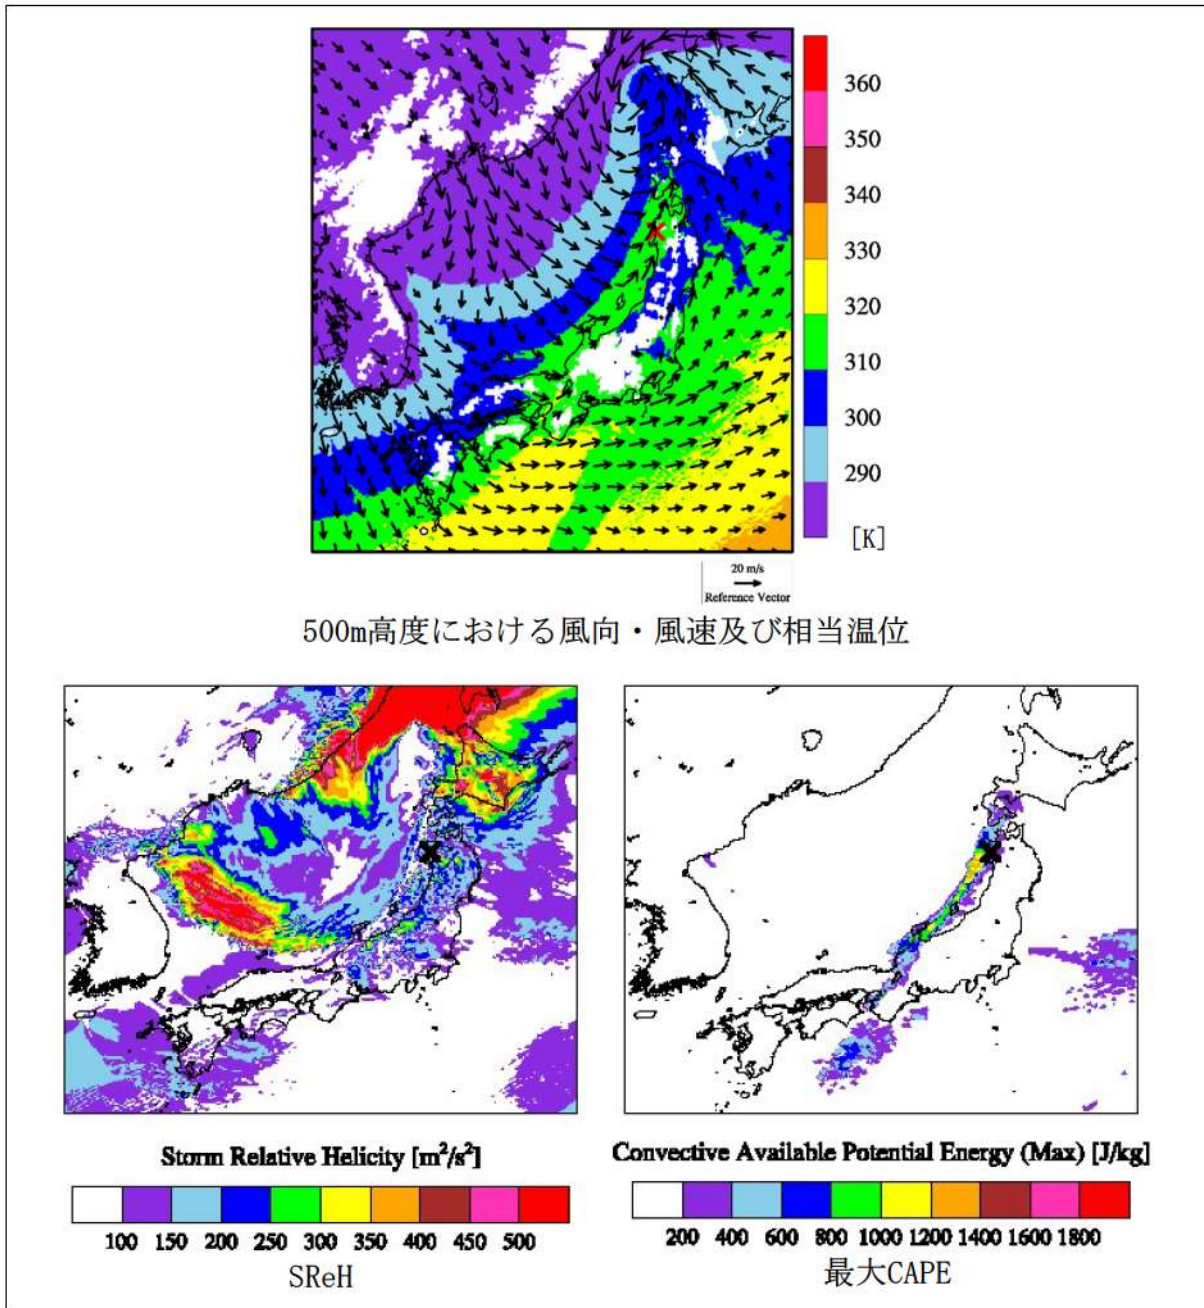 360
350
340
330
320
310
300
290
[K]
20 m/s
Reference Vector
500m高度における風向・風速及び相当温位
Storm Relative Helicity [m²/s²]
100 150 200 250 300 350 400 450 500
SReH
Convective Available Potential Energy (Max) [J/kg]
200 400 600 800 1000 1200 1400 1600 1800
最大CAPE